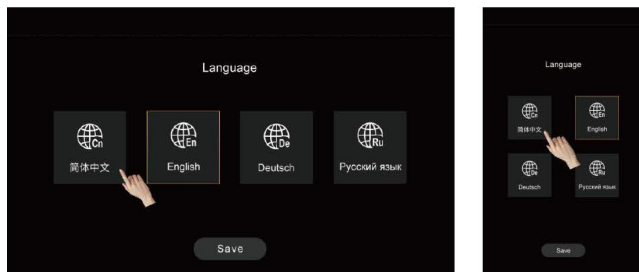 Language
Cn En De Ru
简体中文 English Deutsch Русский язык
Save
Language
Cn En
简体中文 English
De Ru
Deutsch Русский язык
Save